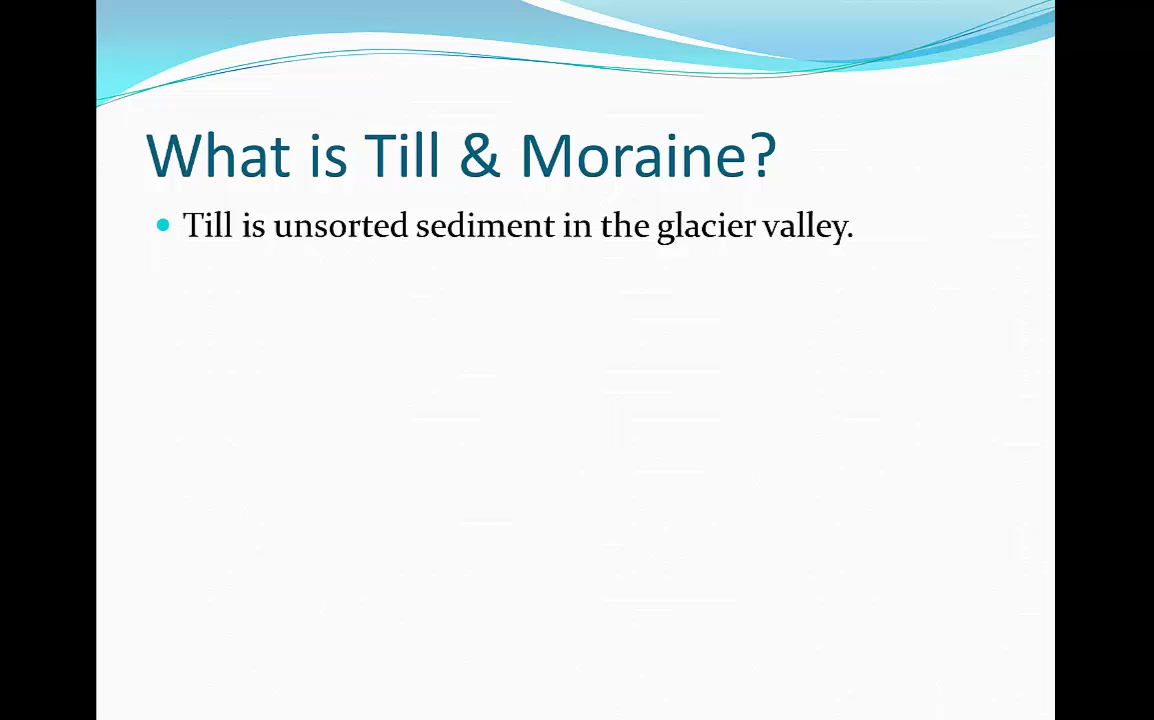 What is Till & Moraine?
Till is unsorted sediment in the glacier valley.